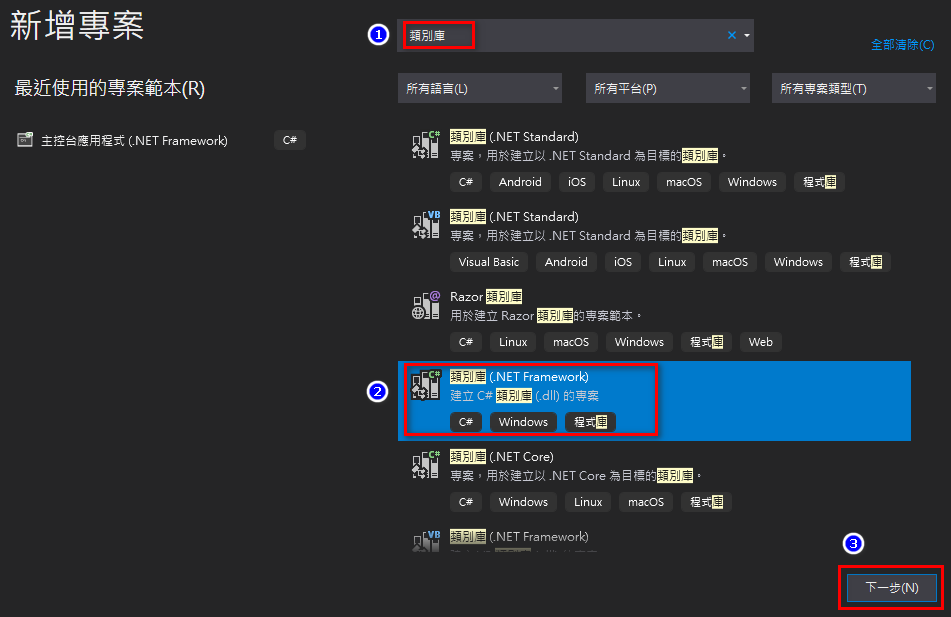 新增專案
1
類別庫
全部清除(C)
最近使用的專案範本(R)
所有語言(L)
所有平台(P)
所有專案類型(T)
主控台應用程式 (.NET Framework)
C#
C#
類別庫 (.NET Standard)
專案，用於建立以 .NET Standard 為目標的類別庫。
C# Android iOS Linux macOS Windows 程式庫
VB
類別庫 (.NET Standard)
專案，用於建立以 .NET Standard 為目標的類別庫。
Visual Basic Android iOS Linux macOS Windows 程式庫
@
Razor 類別庫
用於建立 Razor 類別庫的專案範本。
C# Linux macOS Windows 程式庫 Web
2
C#
類別庫 (.NET Framework)
建立 C# 類別庫 (.dll) 的專案
C# Windows 程式庫
C#
類別庫 (.NET Core)
專案，用於建立以 .NET Core 為目標的類別庫。
C# Windows Linux macOS 程式庫
VB
類別庫 (.NET Framework)
3
下一步(N)